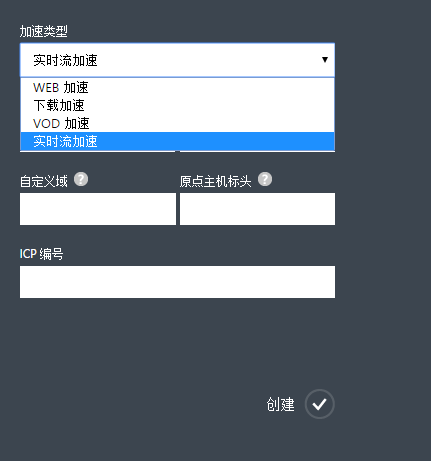 加速类型
实时流加速
WEB 加速
下载加速
VOD 加速
实时流加速
自定义域 ?
原点主机标头 ?
ICP 编号
创建